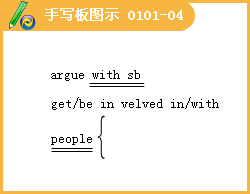 手写板图示 0101-04
argue with sb
get/be in velved in/with
people {